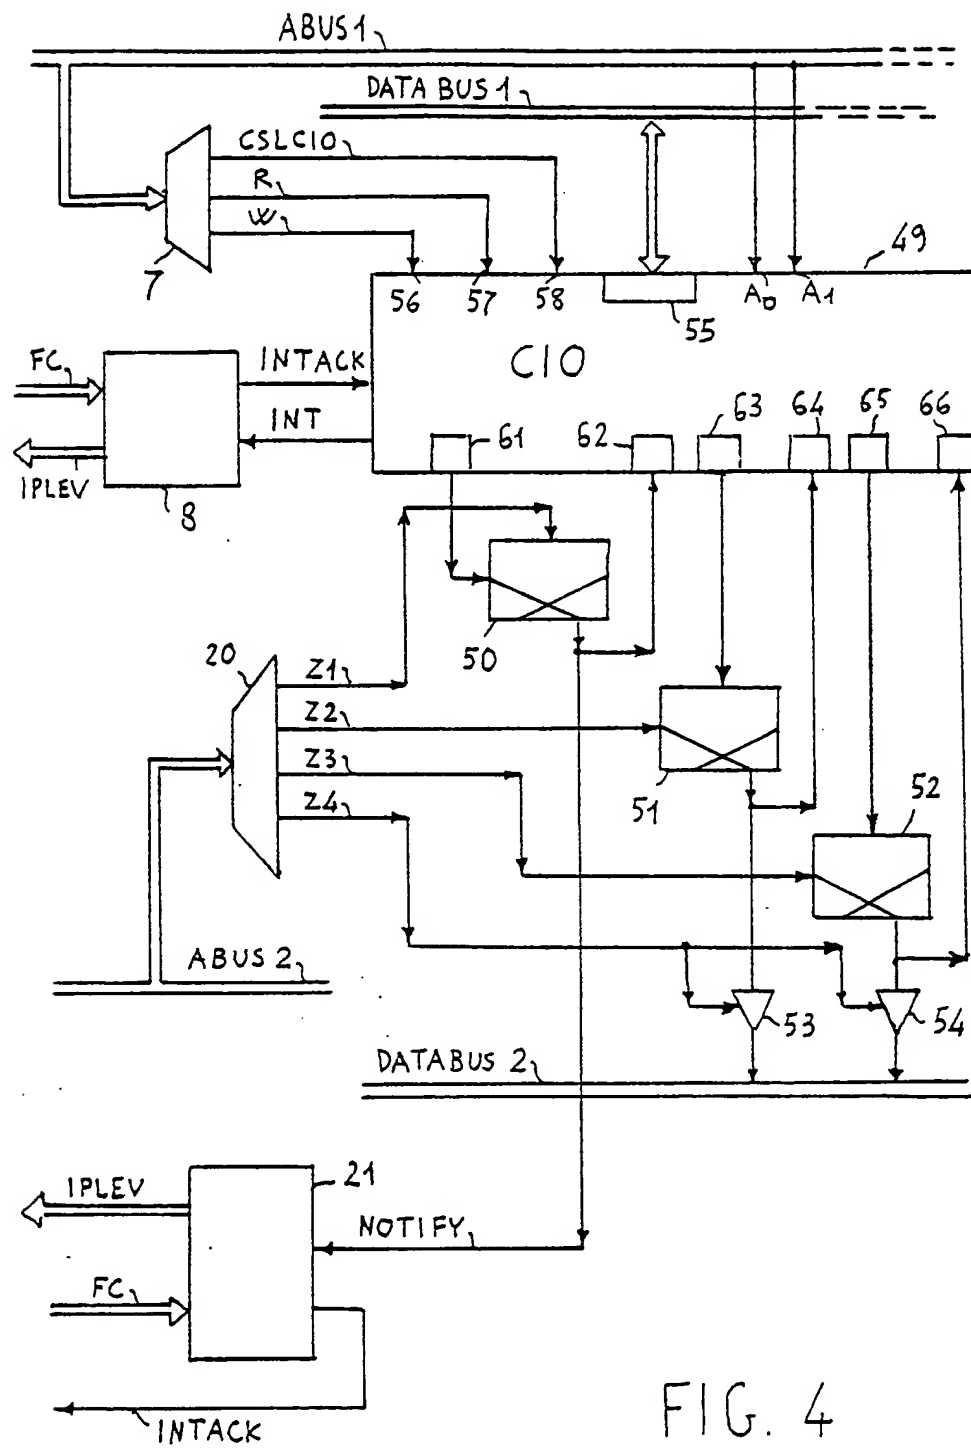 ABUS1
DATA BUS 1
CSLCIO
R
W
7
49
56
57
58
55
A0
A1
CIO
FC
INTACK
INT
IPLEV
8
61
62
63
64
65
66
50
20
Z1
Z2
Z3
Z4
51
52
ABUS 2
53
54
DATABUS 2
IPLEV
21
NOTIFY
FC
INTACK
FIG. 4